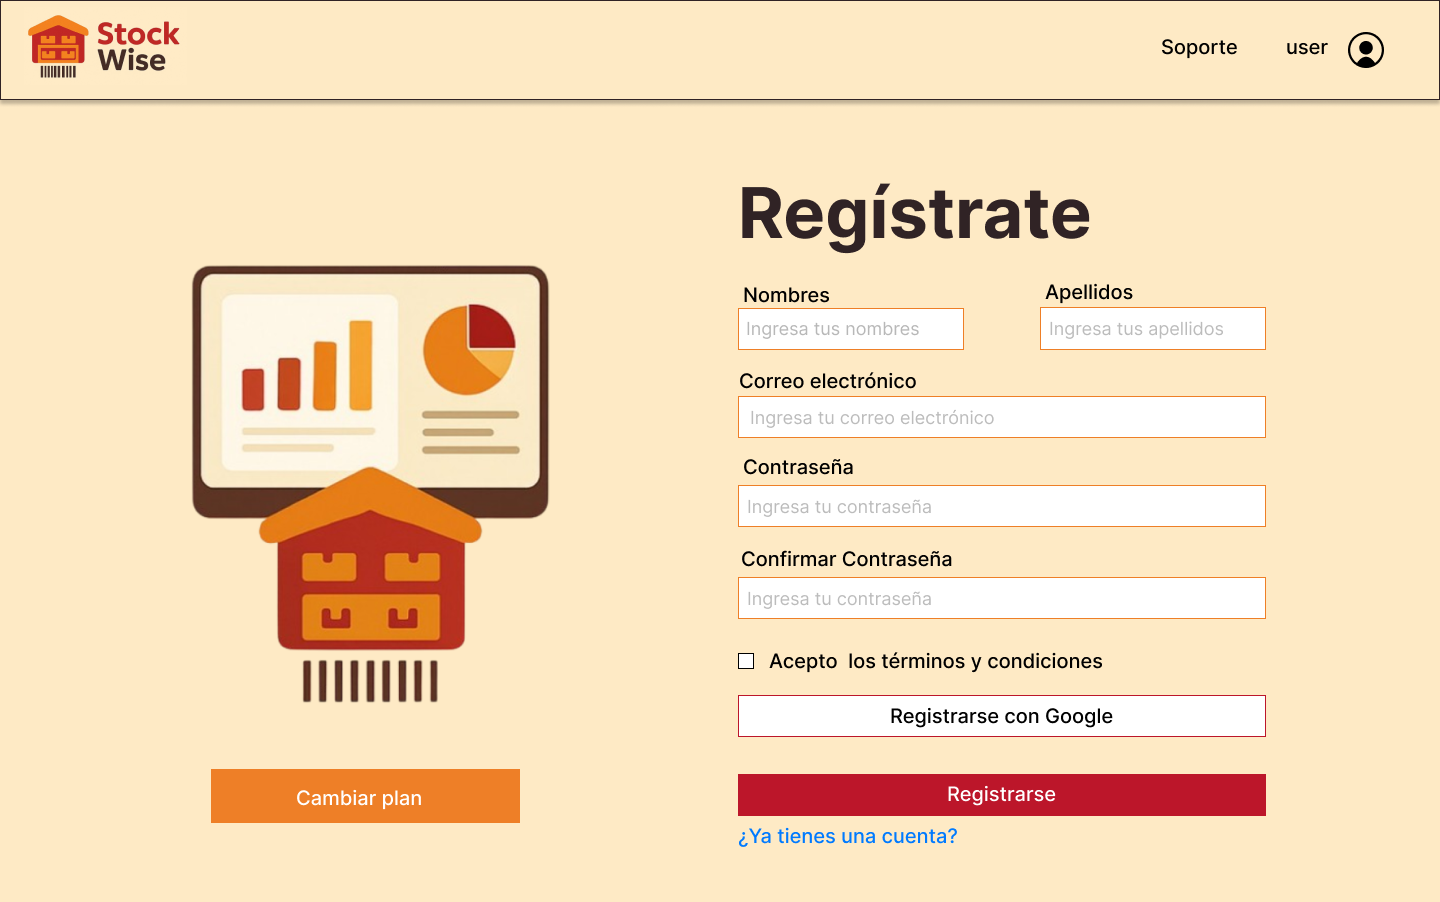 Stock
Wise
Soporte
user
Regístrate
Nombres
Apellidos
Ingresa tus nombres
Ingresa tus apellidos
Correo electrónico
Ingresa tu correo electrónico
Contraseña
Ingresa tu contraseña
Confirmar Contraseña
Ingresa tu contraseña
Acepto los términos y condiciones
Registrarse con Google
Registrarse
¿Ya tienes una cuenta?
Cambiar plan